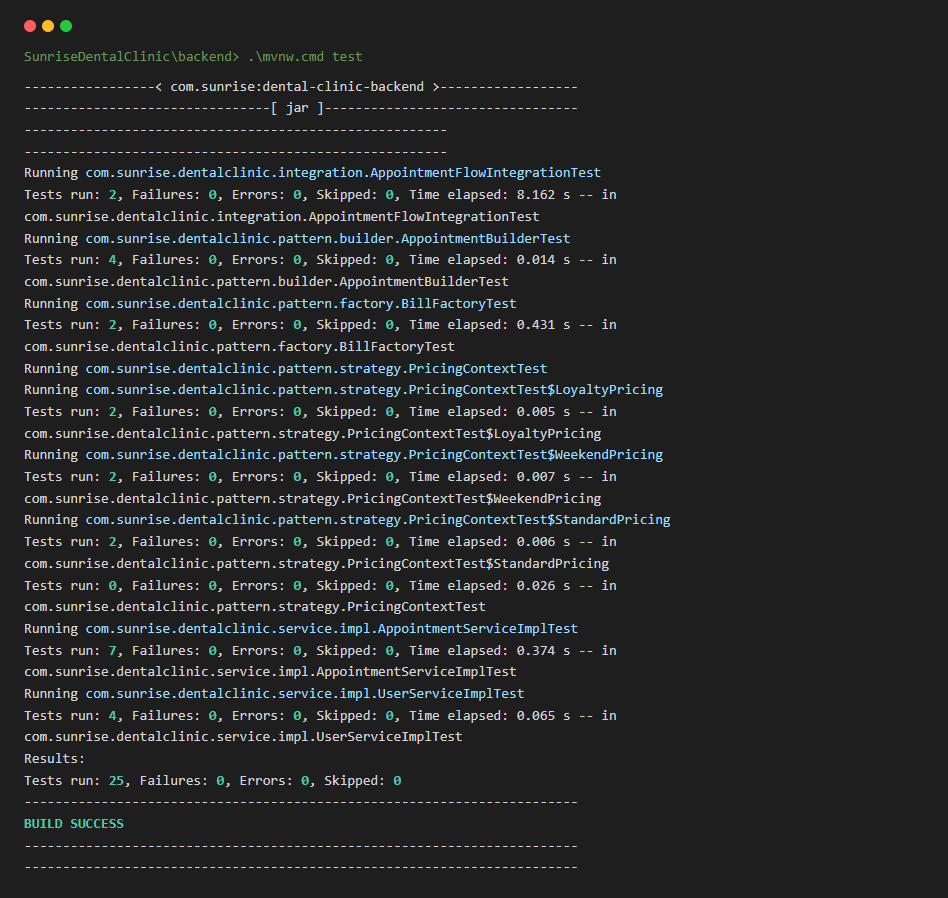 SunriseDentalClinic\backend> .\mvnw.cmd test
-----------------< com.sunrise:dental-clinic-backend >------------------
--------------------------------[ jar ]---------------------------------
-------------------------------------------------------
-------------------------------------------------------
Running com.sunrise.dentalclinic.integration.AppointmentFlowIntegrationTest
Tests run: 2, Failures: 0, Errors: 0, Skipped: 0, Time elapsed: 8.162 s -- in
com.sunrise.dentalclinic.integration.AppointmentFlowIntegrationTest
Running com.sunrise.dentalclinic.pattern.builder.AppointmentBuilderTest
Tests run: 4, Failures: 0, Errors: 0, Skipped: 0, Time elapsed: 0.014 s -- in
com.sunrise.dentalclinic.pattern.builder.AppointmentBuilderTest
Running com.sunrise.dentalclinic.pattern.factory.BillFactoryTest
Tests run: 2, Failures: 0, Errors: 0, Skipped: 0, Time elapsed: 0.431 s -- in
com.sunrise.dentalclinic.pattern.factory.BillFactoryTest
Running com.sunrise.dentalclinic.pattern.strategy.PricingContextTest
Running com.sunrise.dentalclinic.pattern.strategy.PricingContextTest$LoyaltyPricing
Tests run: 2, Failures: 0, Errors: 0, Skipped: 0, Time elapsed: 0.005 s -- in
com.sunrise.dentalclinic.pattern.strategy.PricingContextTest$LoyaltyPricing
Running com.sunrise.dentalclinic.pattern.strategy.PricingContextTest$WeekendPricing
Tests run: 2, Failures: 0, Errors: 0, Skipped: 0, Time elapsed: 0.007 s -- in
com.sunrise.dentalclinic.pattern.strategy.PricingContextTest$WeekendPricing
Running com.sunrise.dentalclinic.pattern.strategy.PricingContextTest$StandardPricing
Tests run: 2, Failures: 0, Errors: 0, Skipped: 0, Time elapsed: 0.006 s -- in
com.sunrise.dentalclinic.pattern.strategy.PricingContextTest$StandardPricing
Tests run: 0, Failures: 0, Errors: 0, Skipped: 0, Time elapsed: 0.026 s -- in
com.sunrise.dentalclinic.pattern.strategy.PricingContextTest
Running com.sunrise.dentalclinic.service.impl.AppointmentServiceImplTest
Tests run: 7, Failures: 0, Errors: 0, Skipped: 0, Time elapsed: 0.374 s -- in
com.sunrise.dentalclinic.service.impl.AppointmentServiceImplTest
Running com.sunrise.dentalclinic.service.impl.UserServiceImplTest
Tests run: 4, Failures: 0, Errors: 0, Skipped: 0, Time elapsed: 0.065 s -- in
com.sunrise.dentalclinic.service.impl.UserServiceImplTest
Results:
Tests run: 25, Failures: 0, Errors: 0, Skipped: 0
------------------------------------------------------------------------
BUILD SUCCESS
------------------------------------------------------------------------
------------------------------------------------------------------------